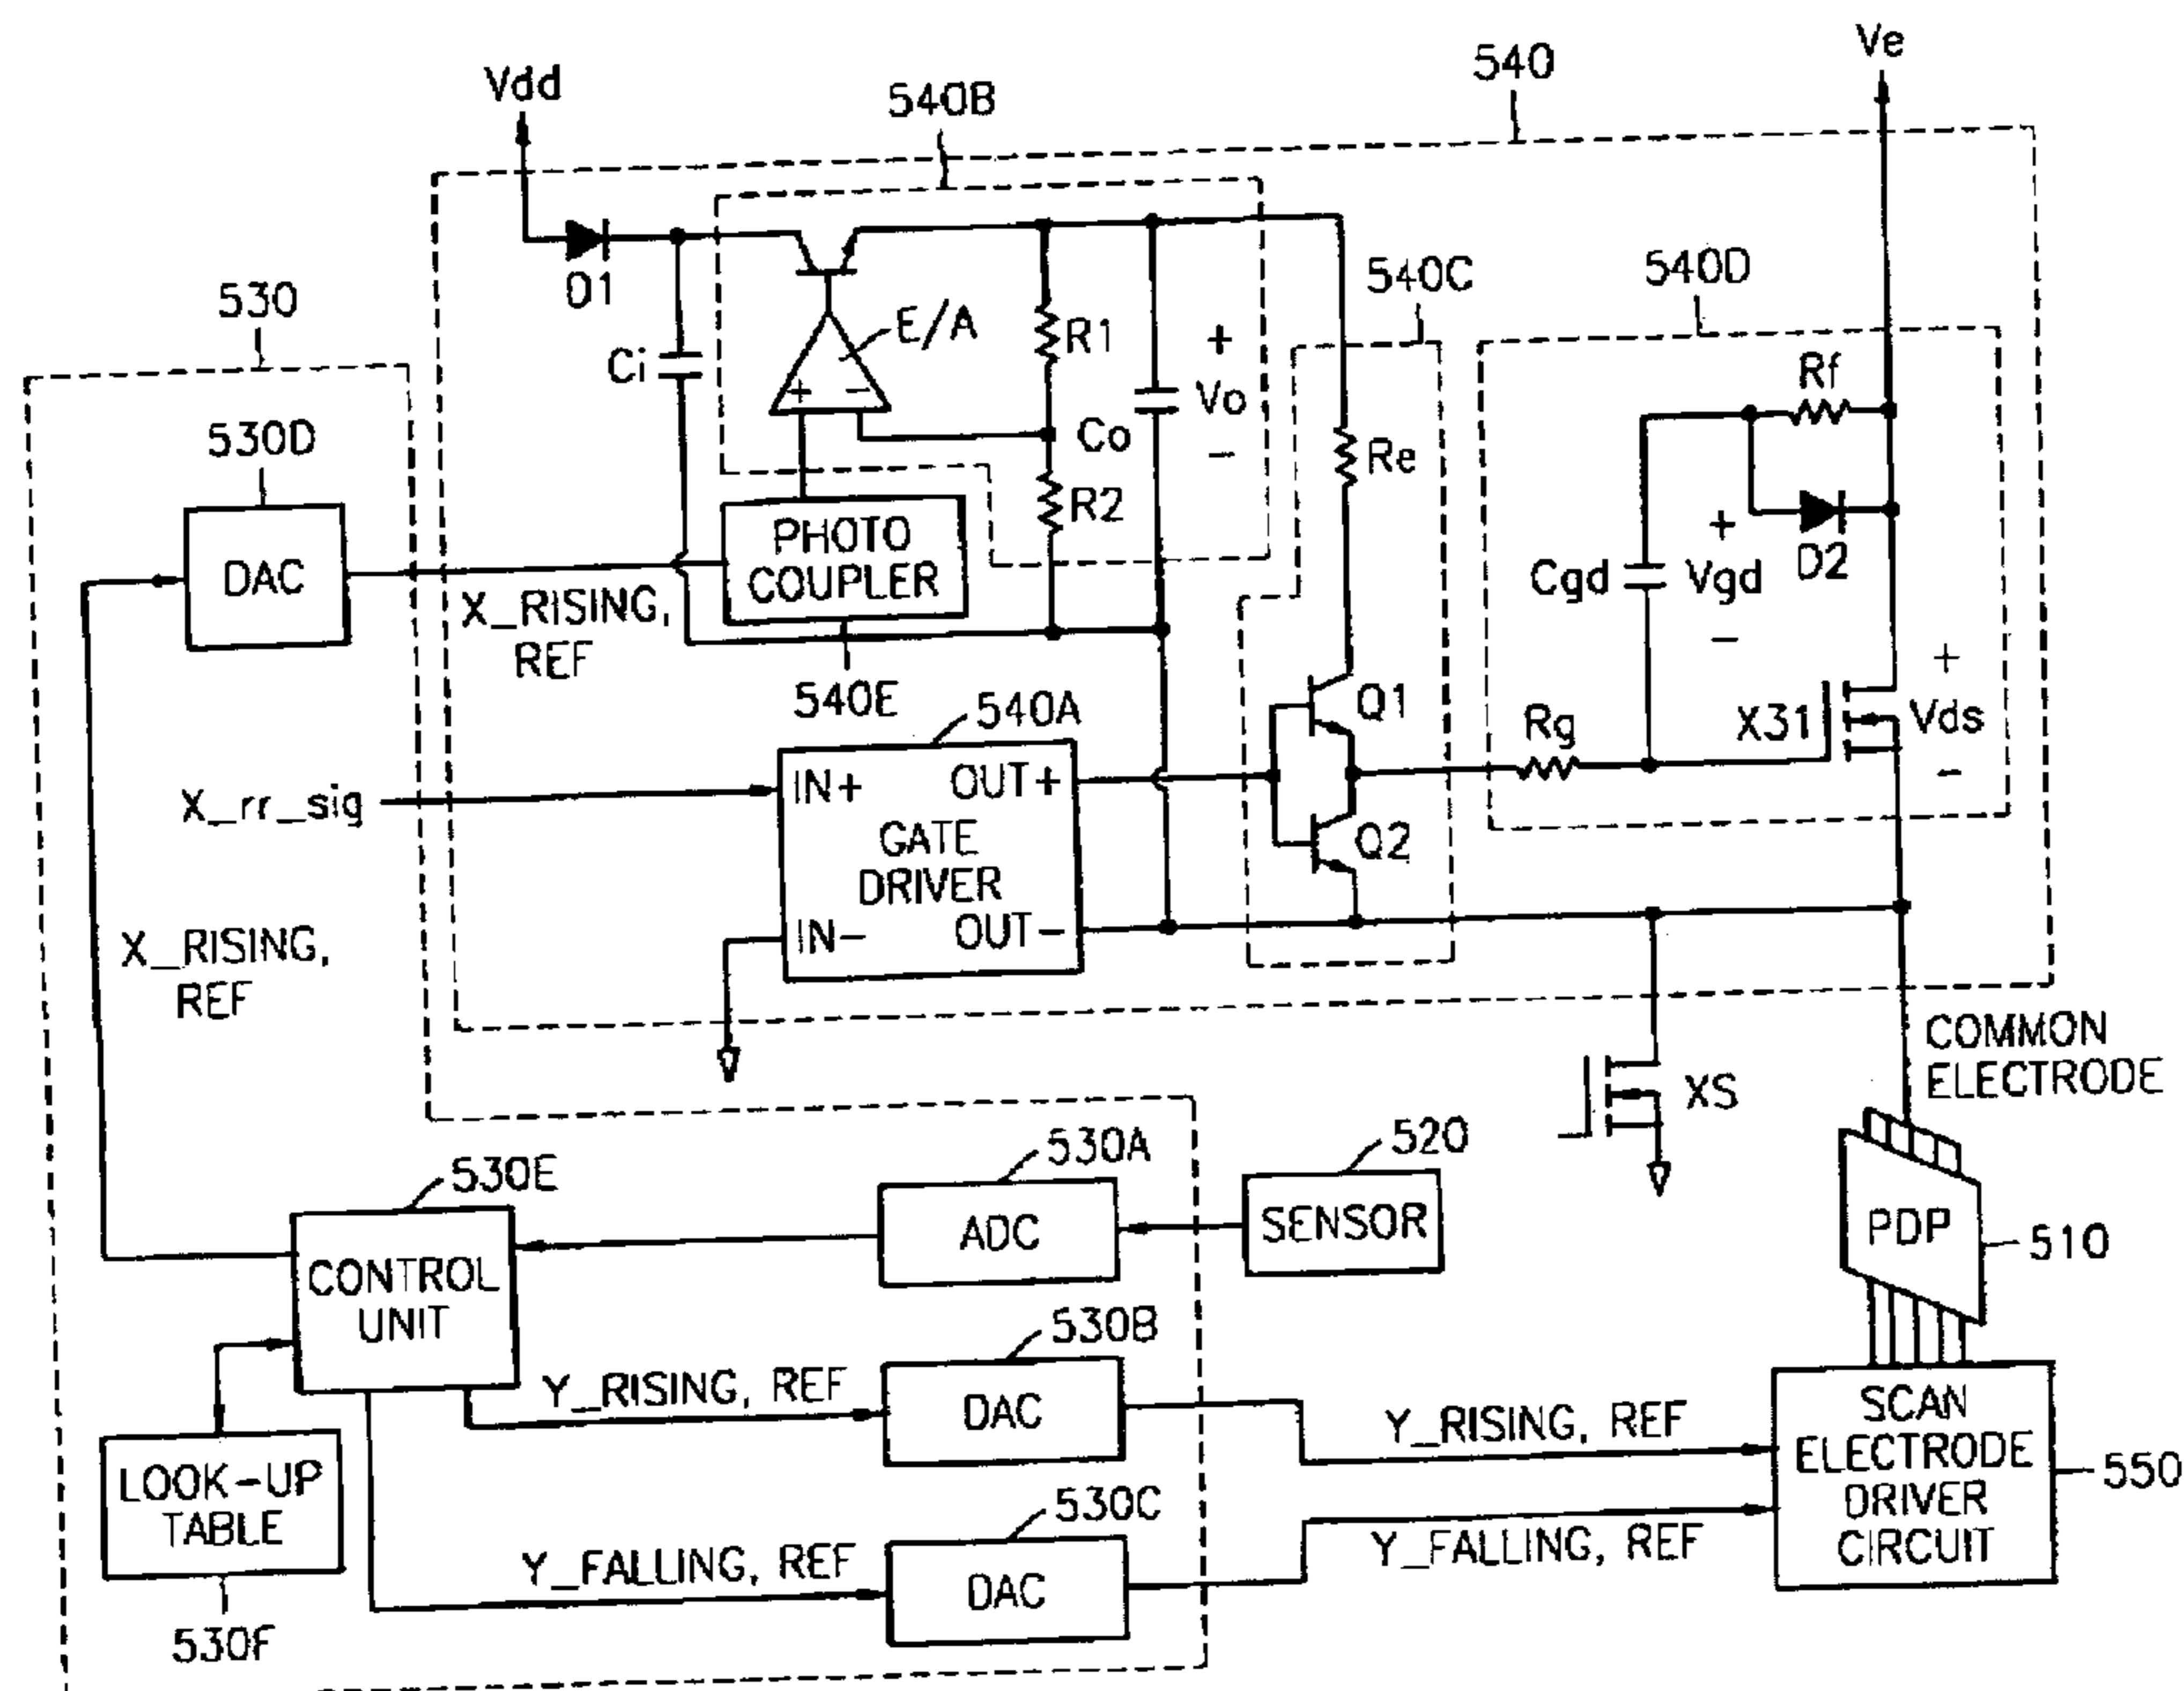 Ve
540
Vdd
540B
540C
540D
D1
E/A
R1
+
Vo
-
Co
Ci
+ -
530
530D
DAC
X_RISING,
REF
PHOTO
COUPLER
R2
540E
Re
Rf
D2
Cgd
+
Vgd
-
+
Vds
-
X31
Rg
Q1
Q2
540A
X_rr_sig
IN+
OUT+
GATE
DRIVER
IN-
OUT-
X_RISING,
REF
COMMON
ELECTRODE
XS
530E
CONTROL
UNIT
530A
ADC
520
SENSOR
PDP
510
530B
Y_RISING, REF
DAC
Y_RISING, REF
SCAN
ELECTRODE
DRIVER
CIRCUIT
550
LOOK-UP
TABLE
530F
530C
Y_FALLING, REF
DAC
Y_FALLING, REF